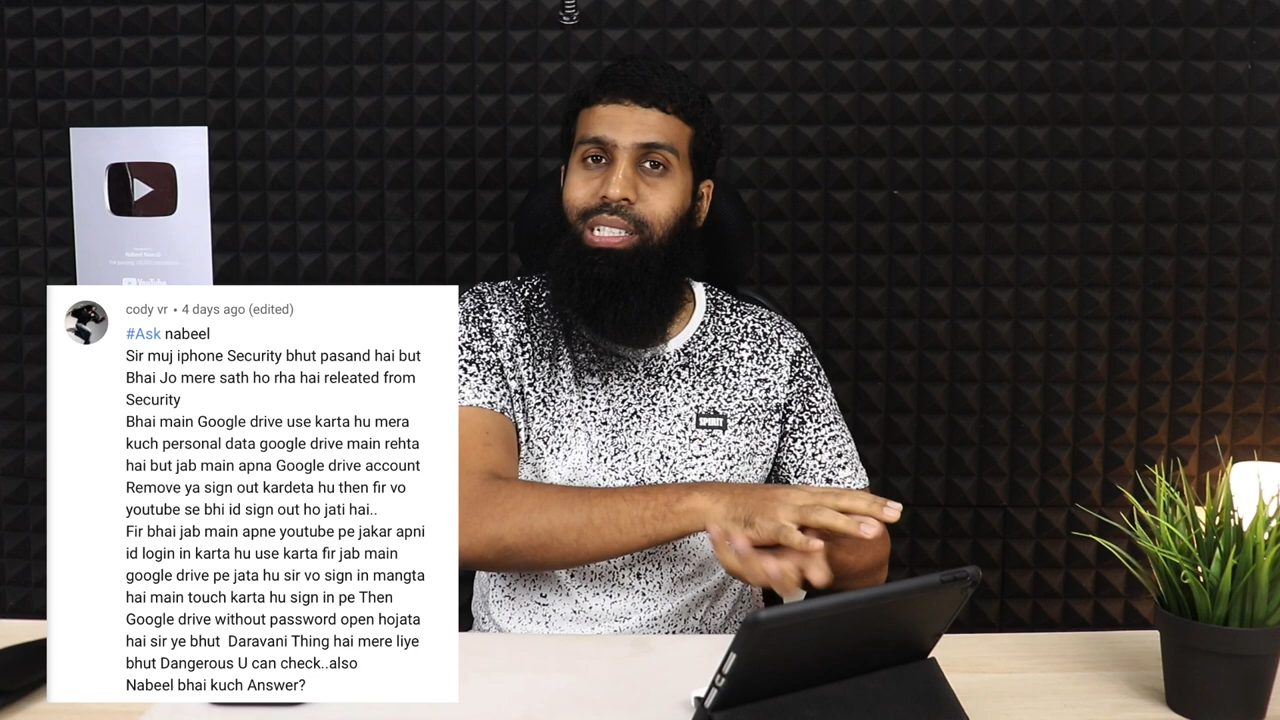 YouTube
cody vr • 4 days ago (edited)
#Ask nabeel
Sir muj iphone Security bhut pasand hai but
Bhai Jo mere sath ho rha hai releated from
Security
Bhai main Google drive use karta hu mera
kuch personal data google drive main rehta
hai but jab main apna Google drive account
Remove ya sign out kardeta hu then fir vo
youtube se bhi id sign out ho jati hai..
Fir bhai jab main apne youtube pe jakar apni
id login in karta hu use karta fir jab main
google drive pe jata hu sir vo sign in mangta
hai main touch karta hu sign in pe Then
Google drive without password open hojata
hai sir ye bhut  Daravani Thing hai mere liye
bhut Dangerous U can check..also
Nabeel bhai kuch Answer?
SPIRIT